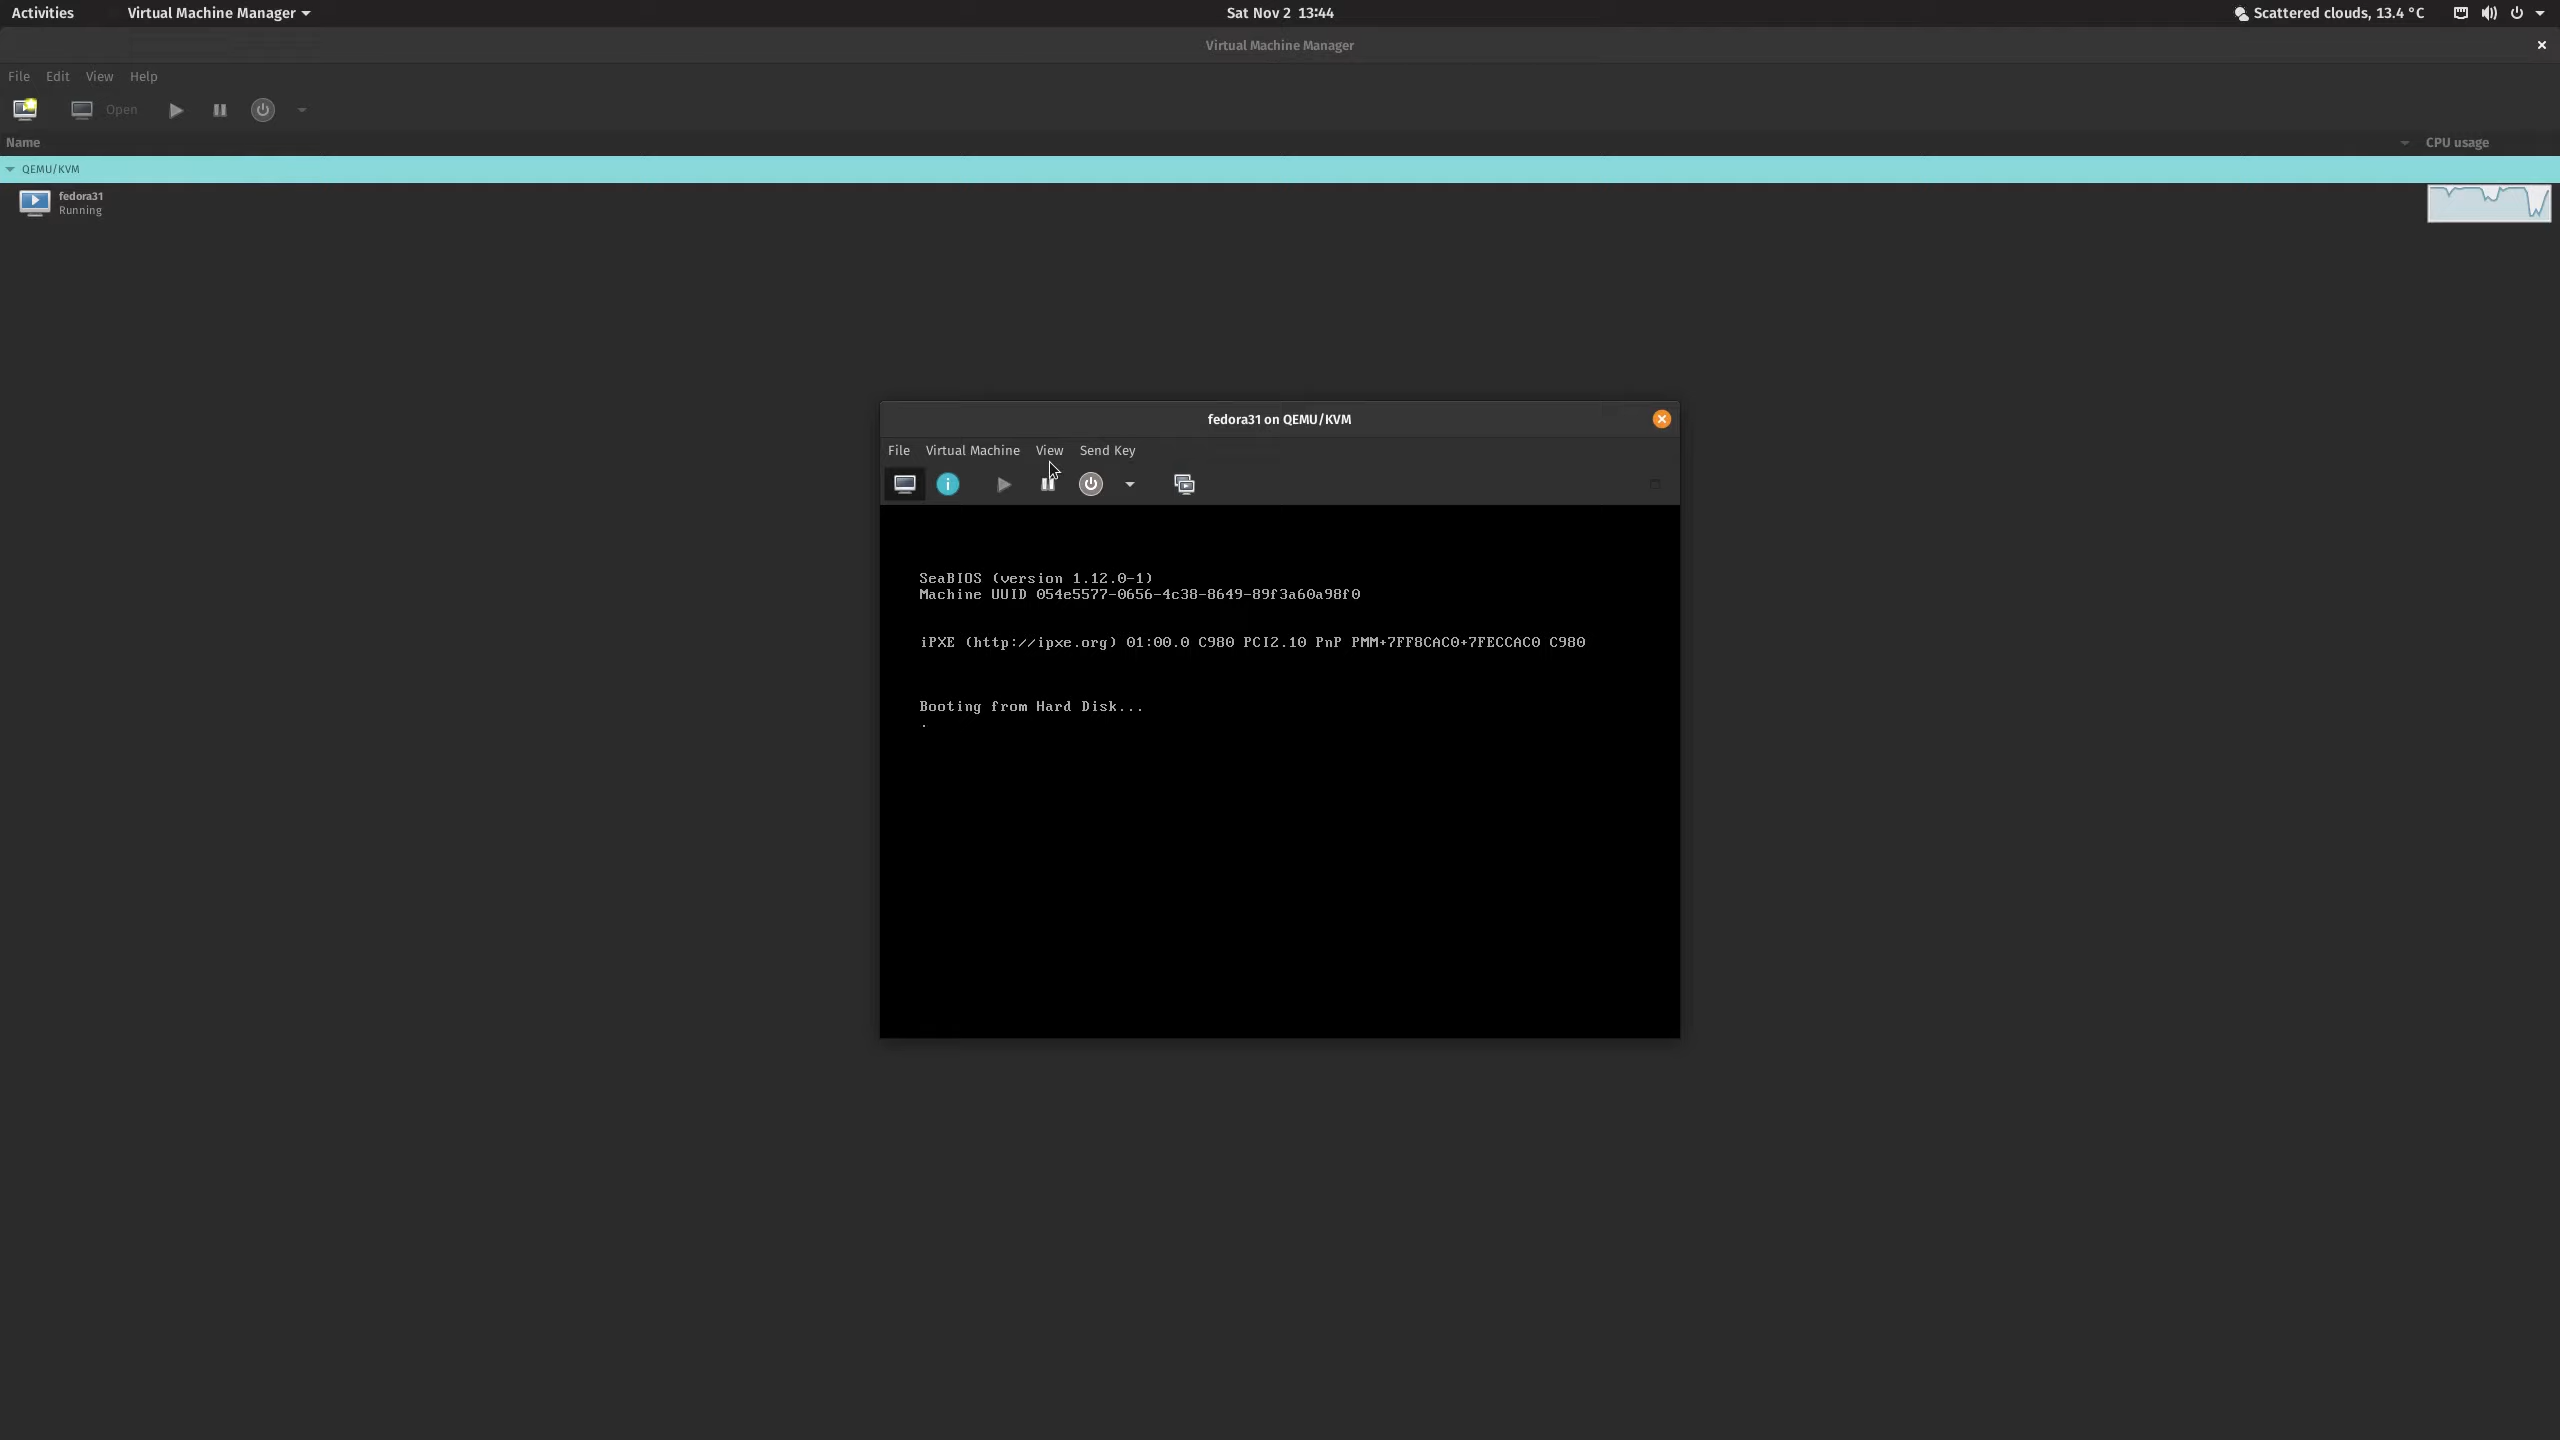 Activities
Virtual Machine Manager
Sat Nov 2 13:44
Scattered clouds, 13.4 °C
Virtual Machine Manager
File Edit View Help
Open
Name
CPU usage
QEMU/KVM
fedora31
Running
fedora31 on QEMU/KVM
File Virtual Machine View Send Key
SeaBIOS (version 1.12.0-1)
Machine UUID 054e5577-0656-4c38-8649-89f3a60a98f0
iPXE (http://ipxe.org) 01:00.0 C980 PCI2.10 PnP PMM+7FF8CAC0+7FECCAC0 C980
Booting from Hard Disk...
.